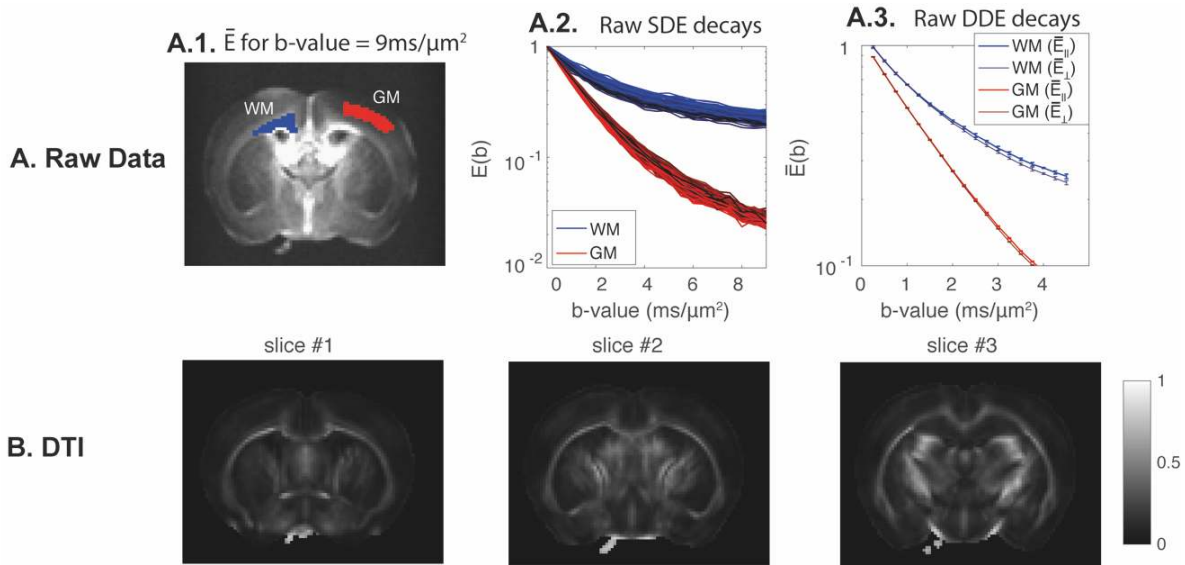 A.1. Ē for b-value = 9ms/μm²
A.2. Raw SDE decays
A.3. Raw DDE decays
A. Raw Data
WM
GM
1
10⁻¹
10⁻²
E(b)
WM
GM
0 2 4 6 8
b-value (ms/μm²)
1
10⁻¹
Ē(b)
WM (Ē∥)
WM (Ē⊥)
GM (Ē∥)
GM (Ē⊥)
0 1 2 3 4
b-value (ms/μm²)
B. DTI
slice #1
slice #2
slice #3
1
0.5
0